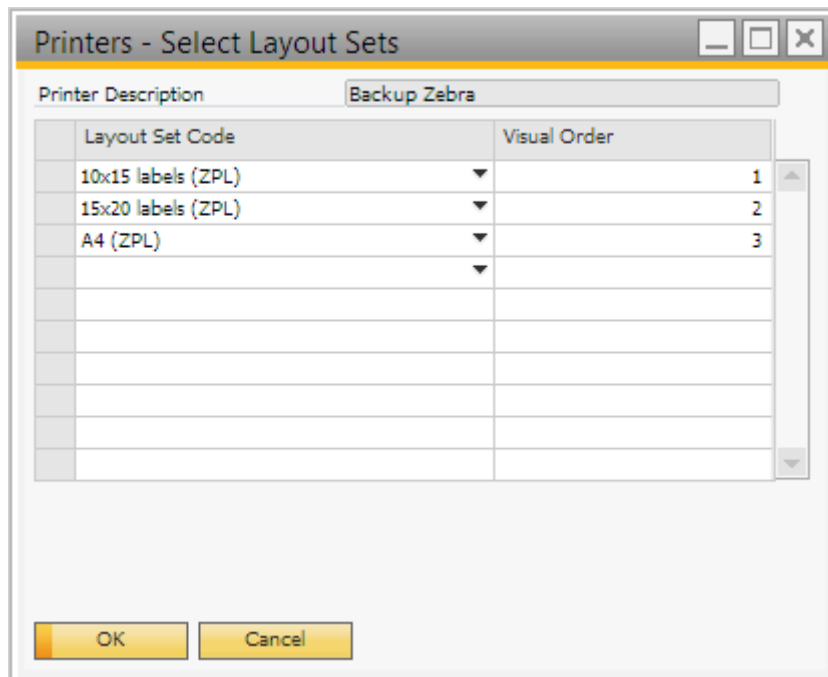 Printers - Select Layout Sets
Printer Description Backup Zebra
Layout Set Code Visual Order
10x15 labels (ZPL) 1
15x20 labels (ZPL) 2
A4 (ZPL) 3
OK Cancel